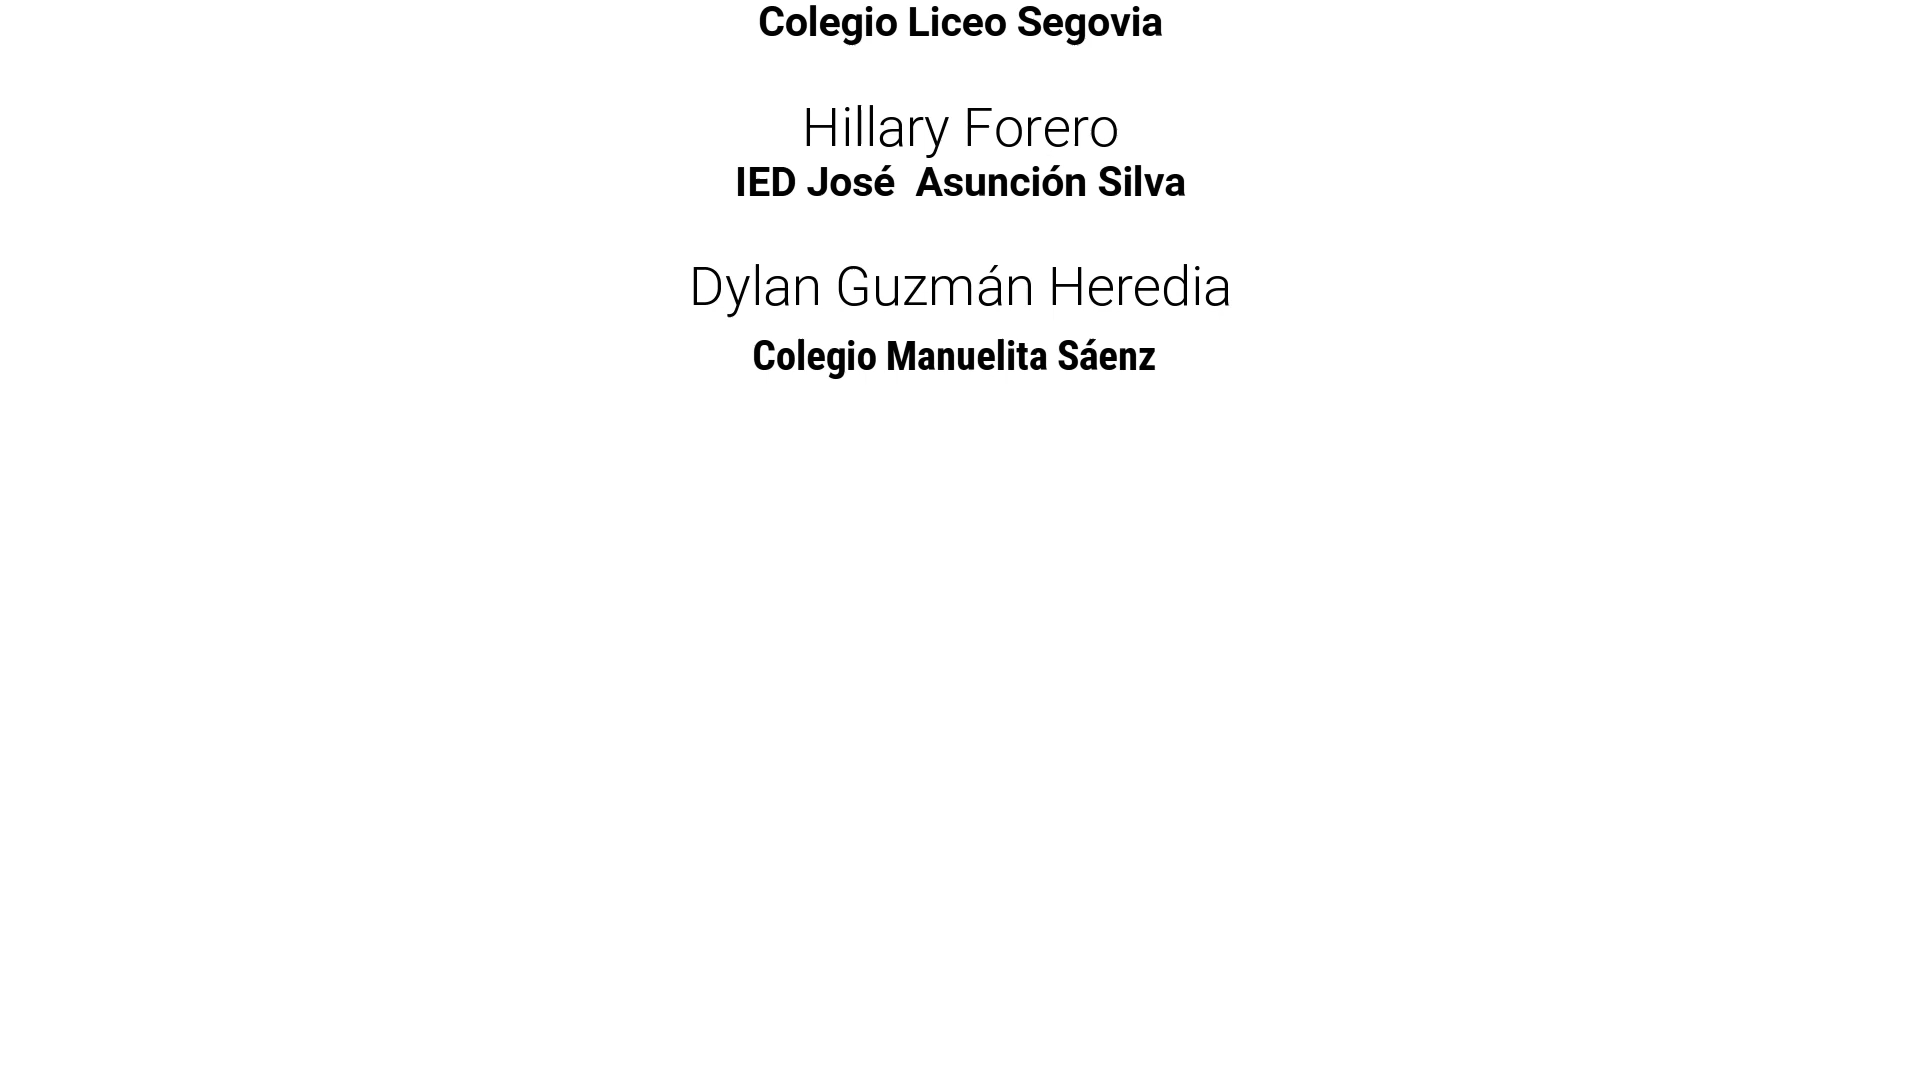 Colegio Liceo Segovia
Hillary Forero
IED José  Asunción Silva
Dylan Guzmán Heredia
Colegio Manuelita Sáenz